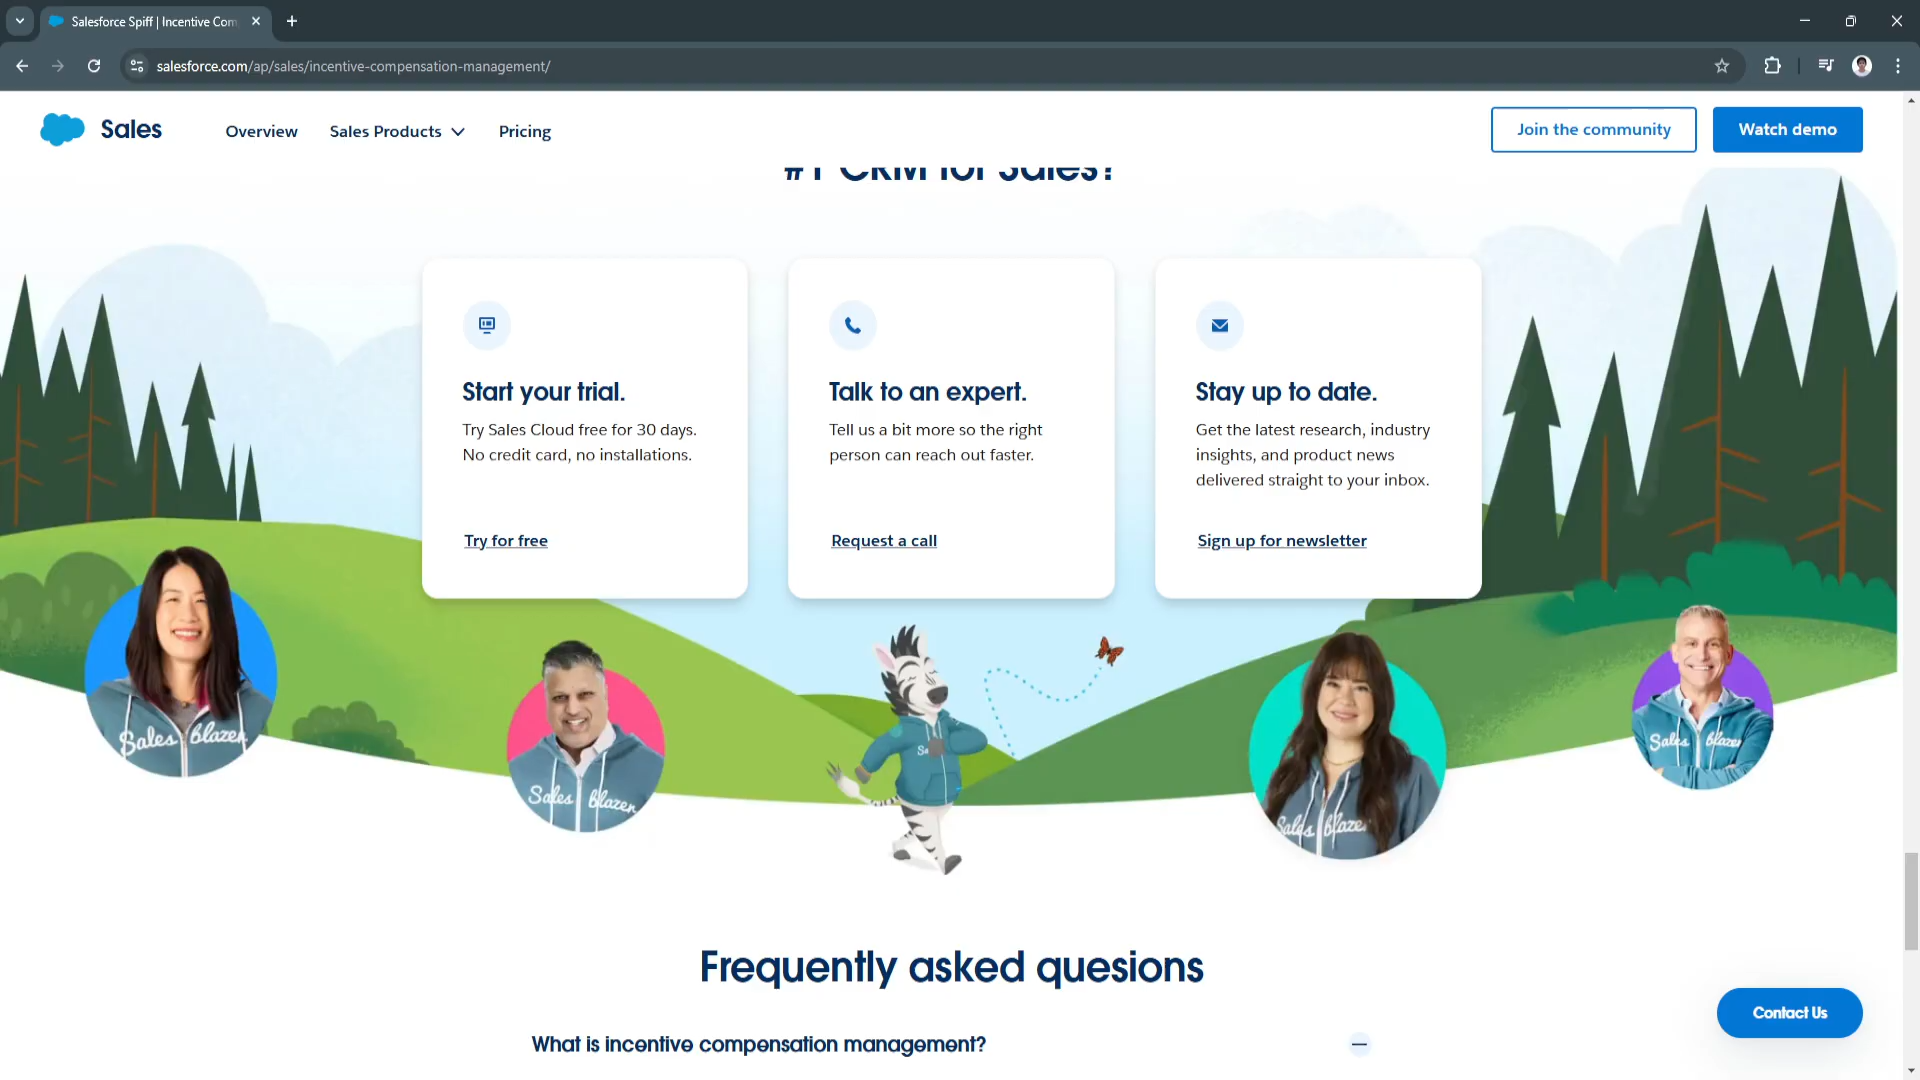 Salesforce Spiff | Incentive Com
salesforce.com/ap/sales/incentive-compensation-management/
Sales
Overview
Sales Products
Pricing
Join the community
Watch demo
#1 CRM for Sales?
Start your trial.
Try Sales Cloud free for 30 days.
No credit card, no installations.
Try for free
Talk to an expert.
Tell us a bit more so the right
person can reach out faster.
Request a call
Stay up to date.
Get the latest research, industry
insights, and product news
delivered straight to your inbox.
Sign up for newsletter
Sales Blazer
Sales Blazer
Sa
Sales Blazer
Sales Blazer
Frequently asked quesions
What is incentive compensation management?
Contact Us